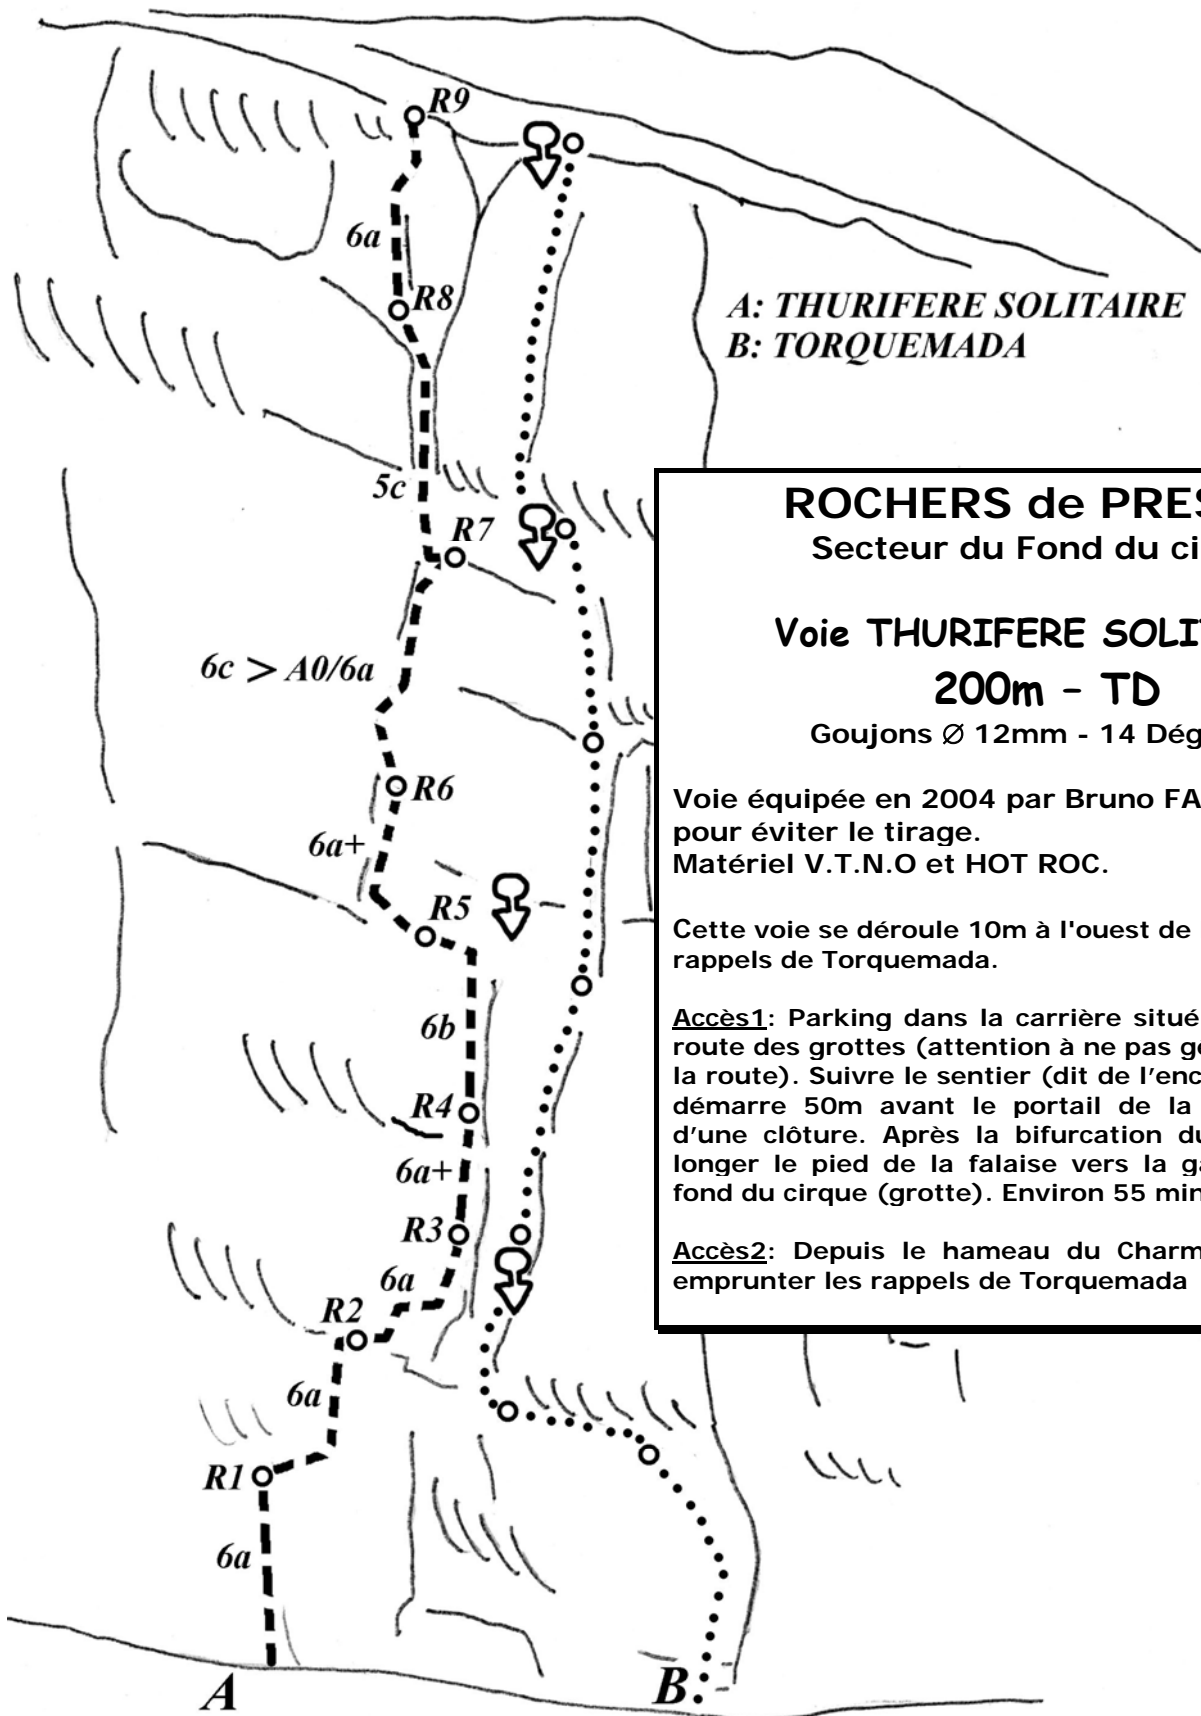 R9
6a
R8
A: THURIFERE SOLITAIRE
B: TORQUEMADA
5c
R7
6c > A0/6a
R6
6a+
R5
6b
R4
6a+
R3
6a
R2
6a
R1
6a
A
B
ROCHERS de PRES
Secteur du Fond du ci
Voie THURIFERE SOLIT
200m – TD
Goujons Ø 12mm - 14 Dég
Voie équipée en 2004 par Bruno FA
pour éviter le tirage.
Matériel V.T.N.O et HOT ROC.
Cette voie se déroule 10m à l'ouest de
rappels de Torquemada.
Accès1: Parking dans la carrière situé
route des grottes (attention à ne pas gê
la route). Suivre le sentier (dit de l’enc
démarre 50m avant le portail de la
d’une clôture. Après la bifurcation du
longer le pied de la falaise vers la ga
fond du cirque (grotte). Environ 55 min
Accès2: Depuis le hameau du Charm
emprunter les rappels de Torquemada